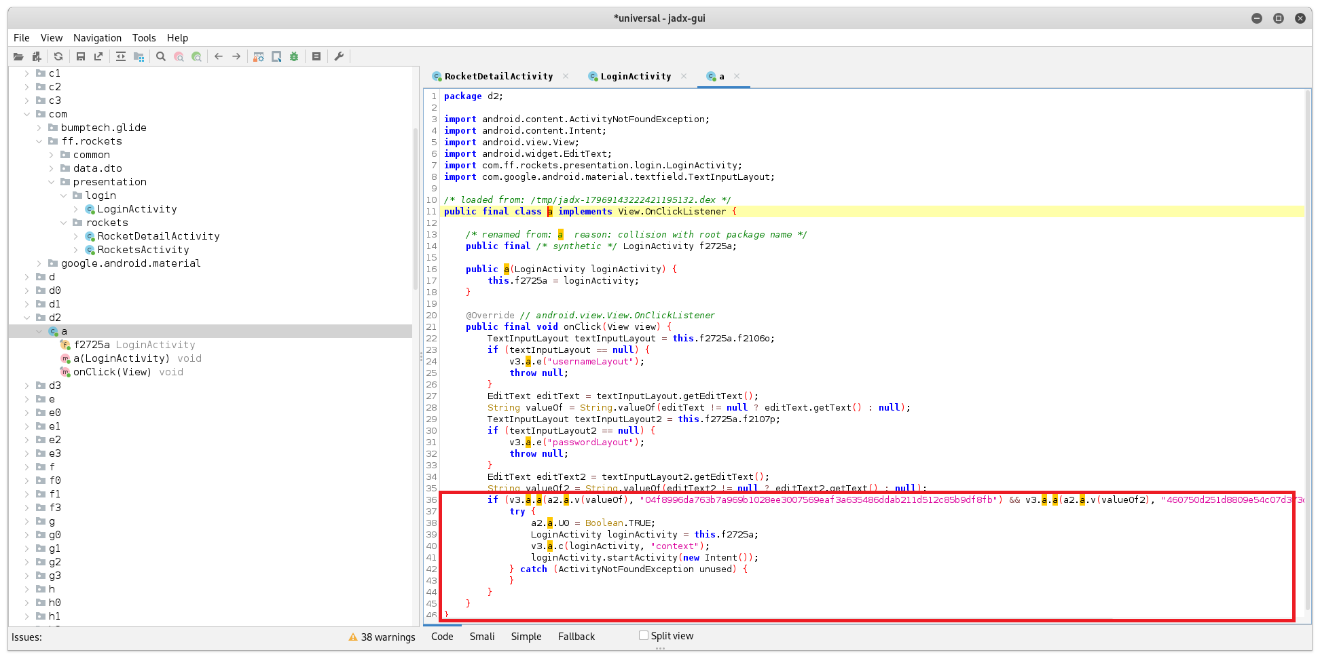 *universal - jadx-gui
File View Navigation Tools Help
c1
c2
c3
com
bumptech.glide
ff.rockets
common
data.dto
presentation
login
LoginActivity
rockets
RocketDetailActivity
RocketsActivity
google.android.material
d
d0
d1
d2
a
f2725a LoginActivity
a(LoginActivity) void
onClick(View) void
d3
e
e0
e1
e2
e3
f
f0
f1
f3
g
g0
g1
g2
g3
h
h0
h1
RocketDetailActivity LoginActivity a
1 package d2;
2
3 import android.content.ActivityNotFoundException;
4 import android.content.Intent;
5 import android.view.View;
6 import android.widget.EditText;
7 import com.ff.rockets.presentation.login.LoginActivity;
8 import com.google.android.material.textfield.TextInputLayout;
9
10 /* loaded from: /tmp/jadx-17969143222421195132.dex */
11 public final class a implements View.OnClickListener {
12
13 /* renamed from: a reason: collision with root package name */
14 public final /* synthetic */ LoginActivity f2725a;
15
16 public a(LoginActivity loginActivity) {
17 this.f2725a = loginActivity;
18 }
19
20 @Override // android.view.View.OnClickListener
21 public final void onClick(View view) {
22 TextInputLayout textInputLayout = this.f2725a.f2106o;
23 if (textInputLayout == null) {
24 v3.a.e("usernameLayout");
25 throw null;
26 }
27 EditText editText = textInputLayout.getEditText();
28 String valueOf = String.valueOf(editText != null ? editText.getText() : null);
29 TextInputLayout textInputLayout2 = this.f2725a.f2107p;
30 if (textInputLayout2 == null) {
31 v3.a.e("passwordLayout");
32 throw null;
33 }
34 EditText editText2 = textInputLayout2.getEditText();
35 String valueOf2 = String.valueOf(editText2 != null ? editText2.getText() : null);
36 if (v3.a.a(a2.a.v(valueOf), "04f8996da763b7a969b1028ee3007569eaf3a635486ddab211d512c85b9df8fb") && v3.a.a(a2.a.v(valueOf2),
37 try {
38 a2.a.U0 = Boolean.TRUE;
39 LoginActivity loginActivity = this.f2725a;
40 v3.a.c(loginActivity, "context");
41 loginActivity.startActivity(new Intent());
42 } catch (ActivityNotFoundException unused) {
43 }
44 }
45 }
46 }
Issues: 38 warnings Code Smali Simple Fallback Split view